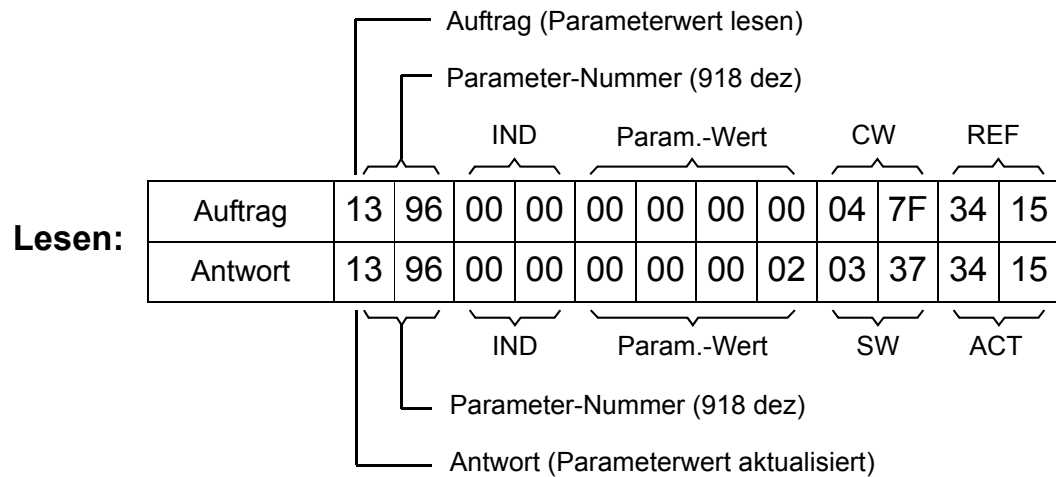 Auftrag (Parameterwert lesen)
Parameter-Nummer (918 dez)
IND Param.-Wert CW REF
Lesen:
Auftrag 13 96 00 00 00 00 00 00 04 7F 34 15
Antwort 13 96 00 00 00 00 00 02 03 37 34 15
IND Param.-Wert SW ACT
Parameter-Nummer (918 dez)
Antwort (Parameterwert aktualisiert)